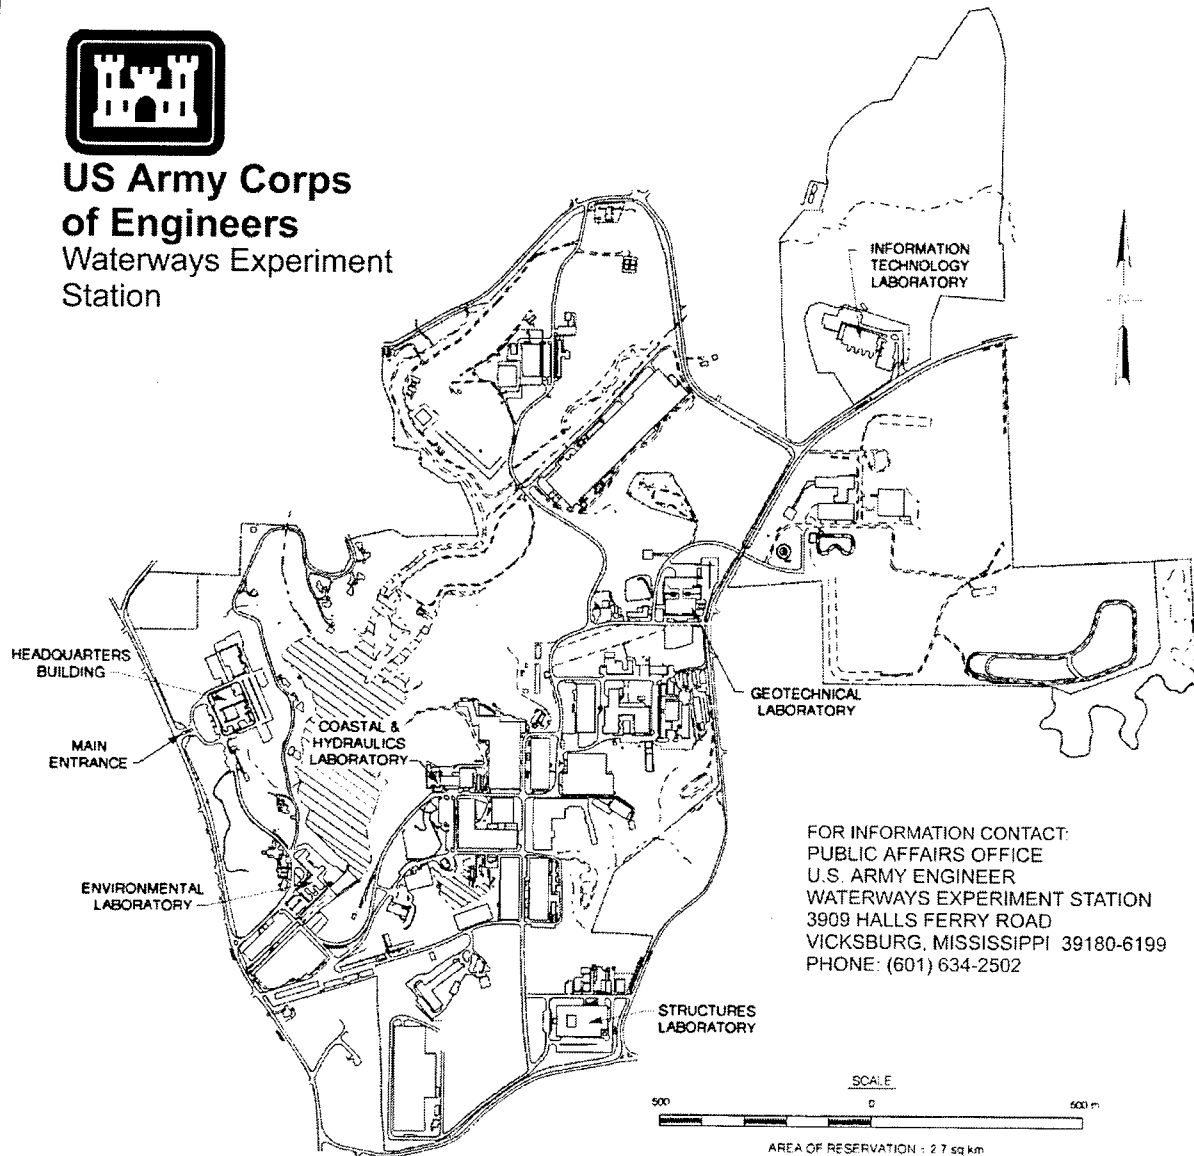 US Army Corps
of Engineers
Waterways Experiment
Station
INFORMATION
TECHNOLOGY
LABORATORY
N
HEADQUARTERS
BUILDING
MAIN
ENTRANCE
COASTAL &
HYDRAULICS
LABORATORY
GEOTECHNICAL
LABORATORY
ENVIRONMENTAL
LABORATORY
STRUCTURES
LABORATORY
FOR INFORMATION CONTACT:
PUBLIC AFFAIRS OFFICE
U.S. ARMY ENGINEER
WATERWAYS EXPERIMENT STATION
3909 HALLS FERRY ROAD
VICKSBURG, MISSISSIPPI 39180-6199
PHONE: (601) 634-2502
SCALE
500 0 500 m
AREA OF RESERVATION : 2.7 sq km